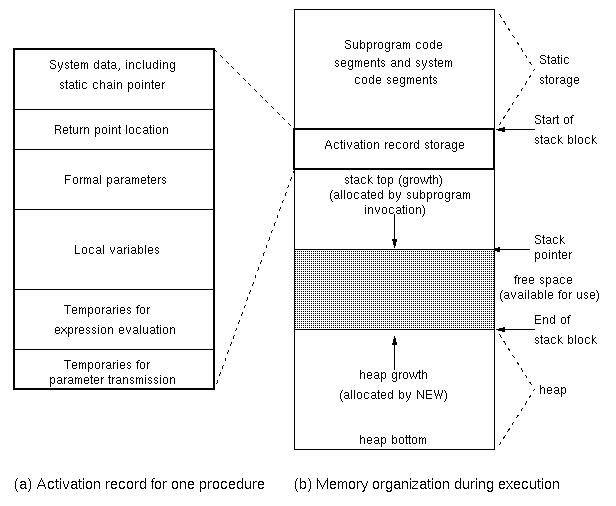 System data, including
static chain pointer
Return point location
Formal parameters
Local variables
Temporaries for
expression evaluation
Temporaries for
parameter transmission
(a) Activation record for one procedure
Subprogram code
segments and system
code segments
Activation record storage
stack top (growth)
(allocated by subprogram
invocation)
heap growth
(allocated by NEW)
heap bottom
Static
storage
Start of
stack block
Stack
pointer
free space
(available for use)
End of
stack block
heap
(b) Memory organization during execution